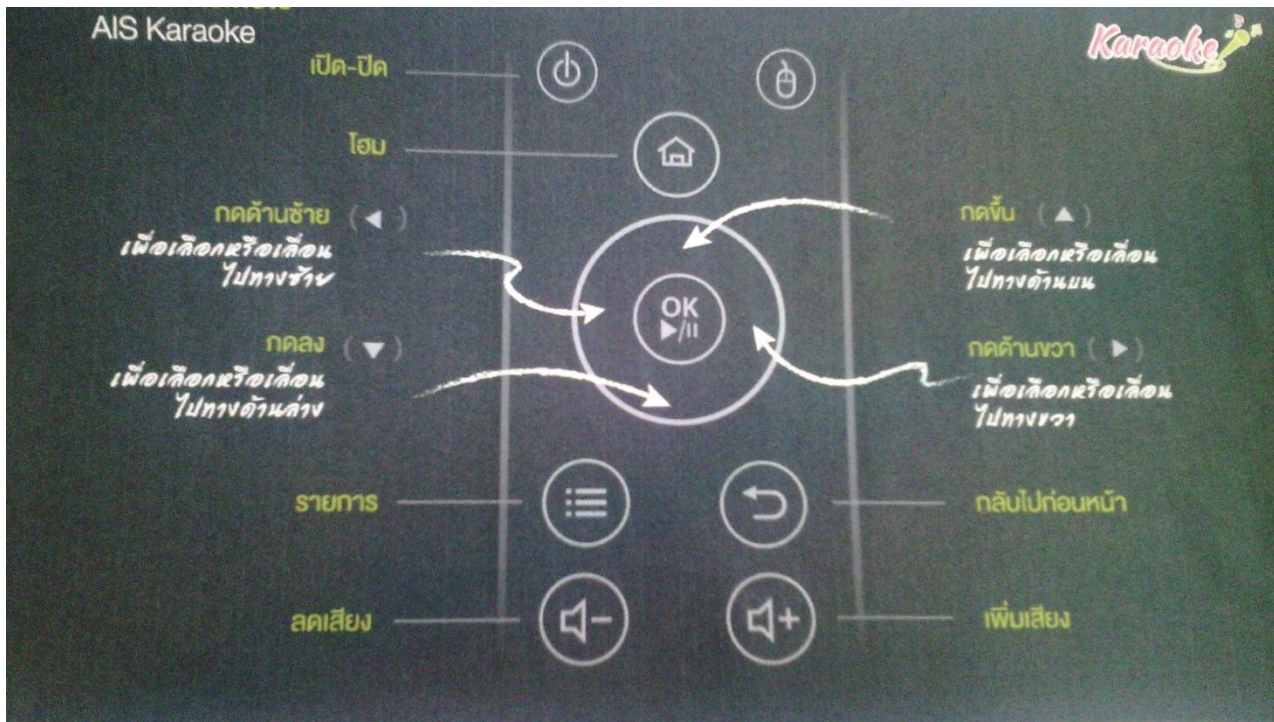 AIS Karaoke
Karaoke
เปิด-ปิด
โฮม
กดด้านซ้าย (◀)
เพื่อเลือกหรือเลื่อน
ไปทางซ้าย
กดขึ้น (▲)
เพื่อเลือกหรือเลื่อน
ไปทางด้านบน
OK
▶/II
กดลง (▼)
เพื่อเลือกหรือเลื่อน
ไปทางด้านล่าง
กดด้านขวา (▶)
เพื่อเลือกหรือเลื่อน
ไปทางขวา
รายการ
กลับไปก่อนหน้า
ลดเสียง
เพิ่มเสียง